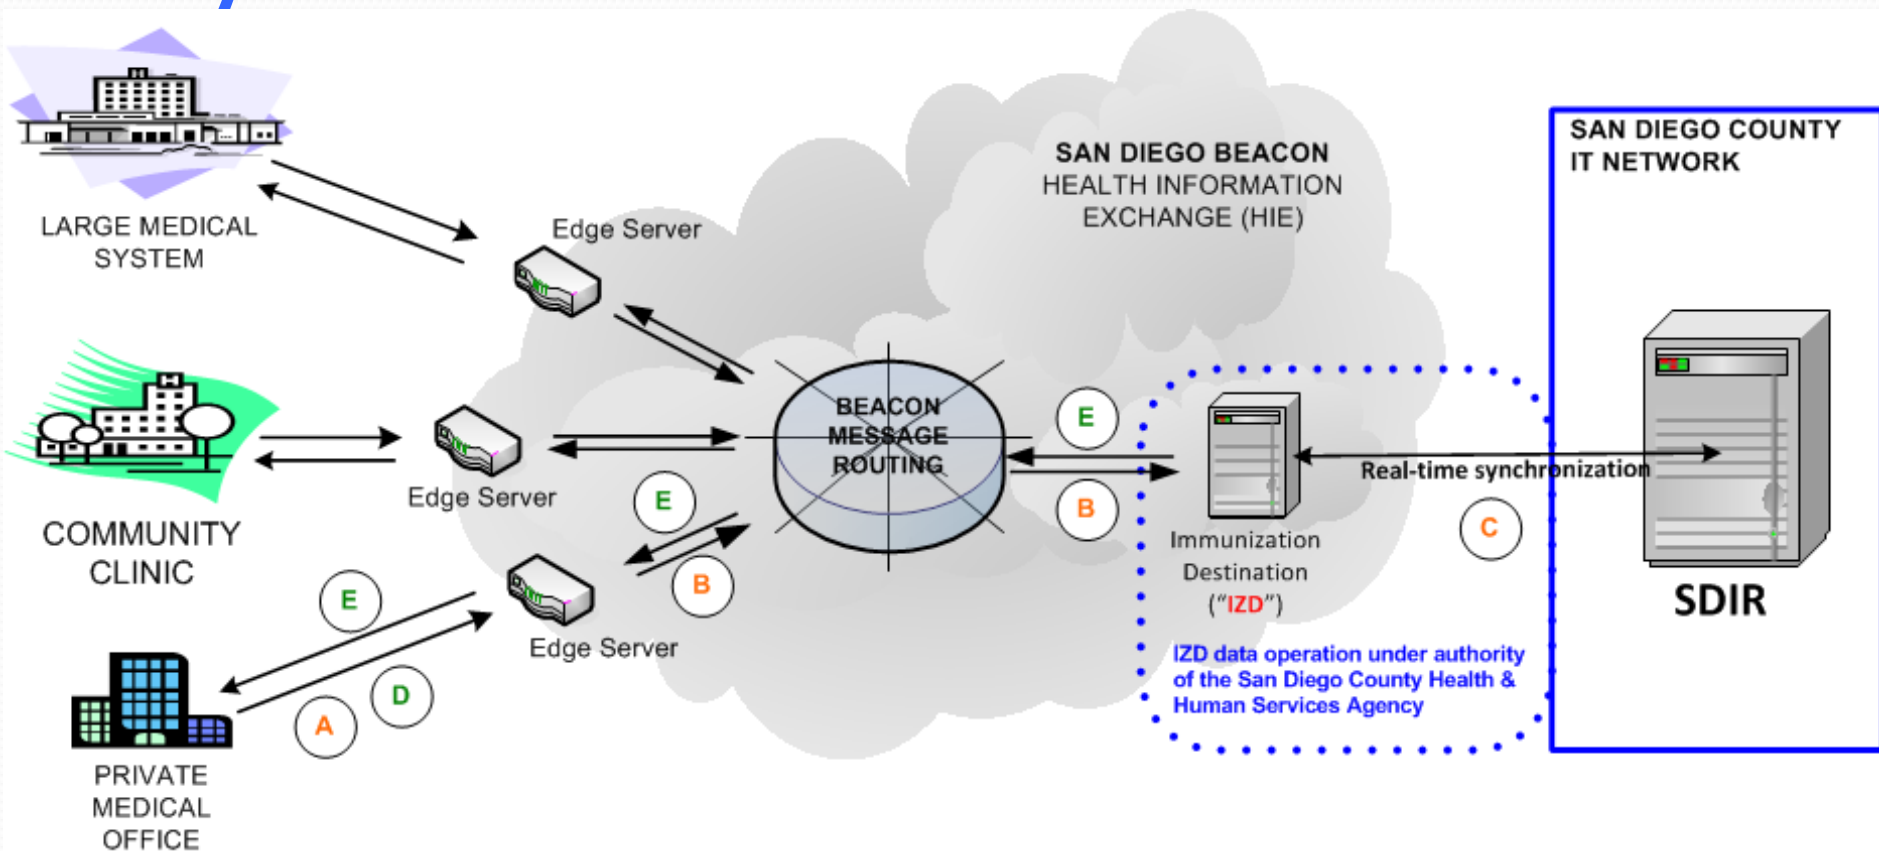 SAN DIEGO BEACON
HEALTH INFORMATION
EXCHANGE (HIE)
SAN DIEGO COUNTY
IT NETWORK
LARGE MEDICAL
SYSTEM
Edge Server
BEACON
MESSAGE
ROUTING
E
B
Real-time synchronization
C
Edge Server
COMMUNITY
CLINIC
E
B
Immunization
Destination
("IZD")
SDIR
E
Edge Server
IZD data operation under authority
of the San Diego County Health &
Human Services Agency
D
A
PRIVATE
MEDICAL
OFFICE